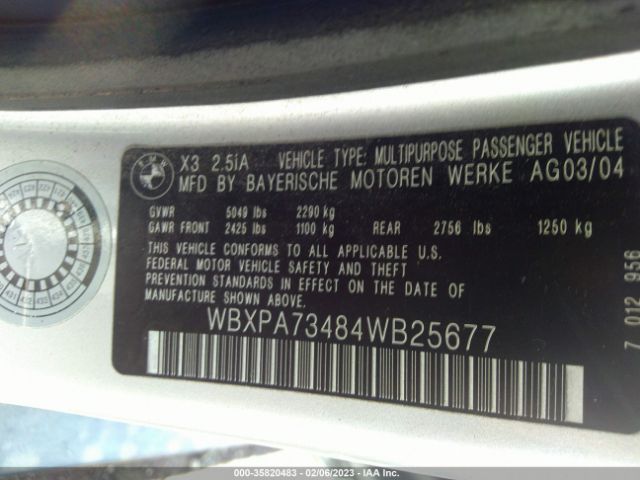 X3 2.5iA VEHICLE TYPE: MULTIPURPOSE PASSENGER VEHICLE
MFD BY BAYERISCHE MOTOREN WERKE AG03/04
GVWR 5049 lbs 2290 kg
GAWR FRONT 2425 lbs 1100 kg REAR 2756 lbs 1250 kg
THIS VEHICLE CONFORMS TO ALL APPLICABLE U.S.
FEDERAL MOTOR VEHICLE SAFETY AND THEFT
PREVENTION STANDARDS IN EFFECT ON THE DATE OF
MANUFACTURE SHOWN ABOVE.
WBXPA73484WB25677
7 012 956
000-35820483 - 02/06/2023 - IAA Inc.